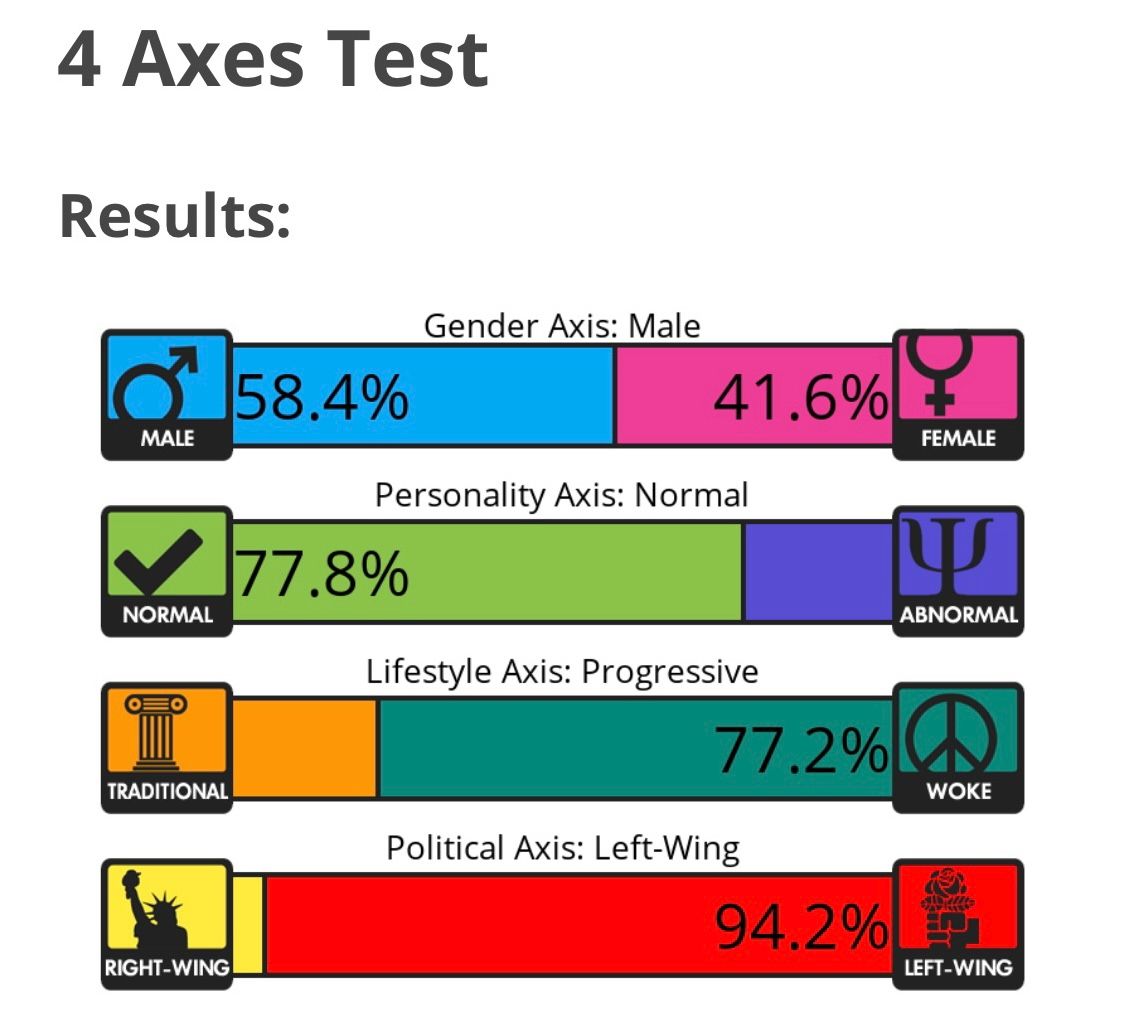 4 Axes Test
Results:
Gender Axis: Male
MALE 58.4% 41.6% FEMALE
Personality Axis: Normal
NORMAL 77.8% ABNORMAL
Lifestyle Axis: Progressive
TRADITIONAL 77.2% WOKE
Political Axis: Left-Wing
RIGHT-WING 94.2% LEFT-WING